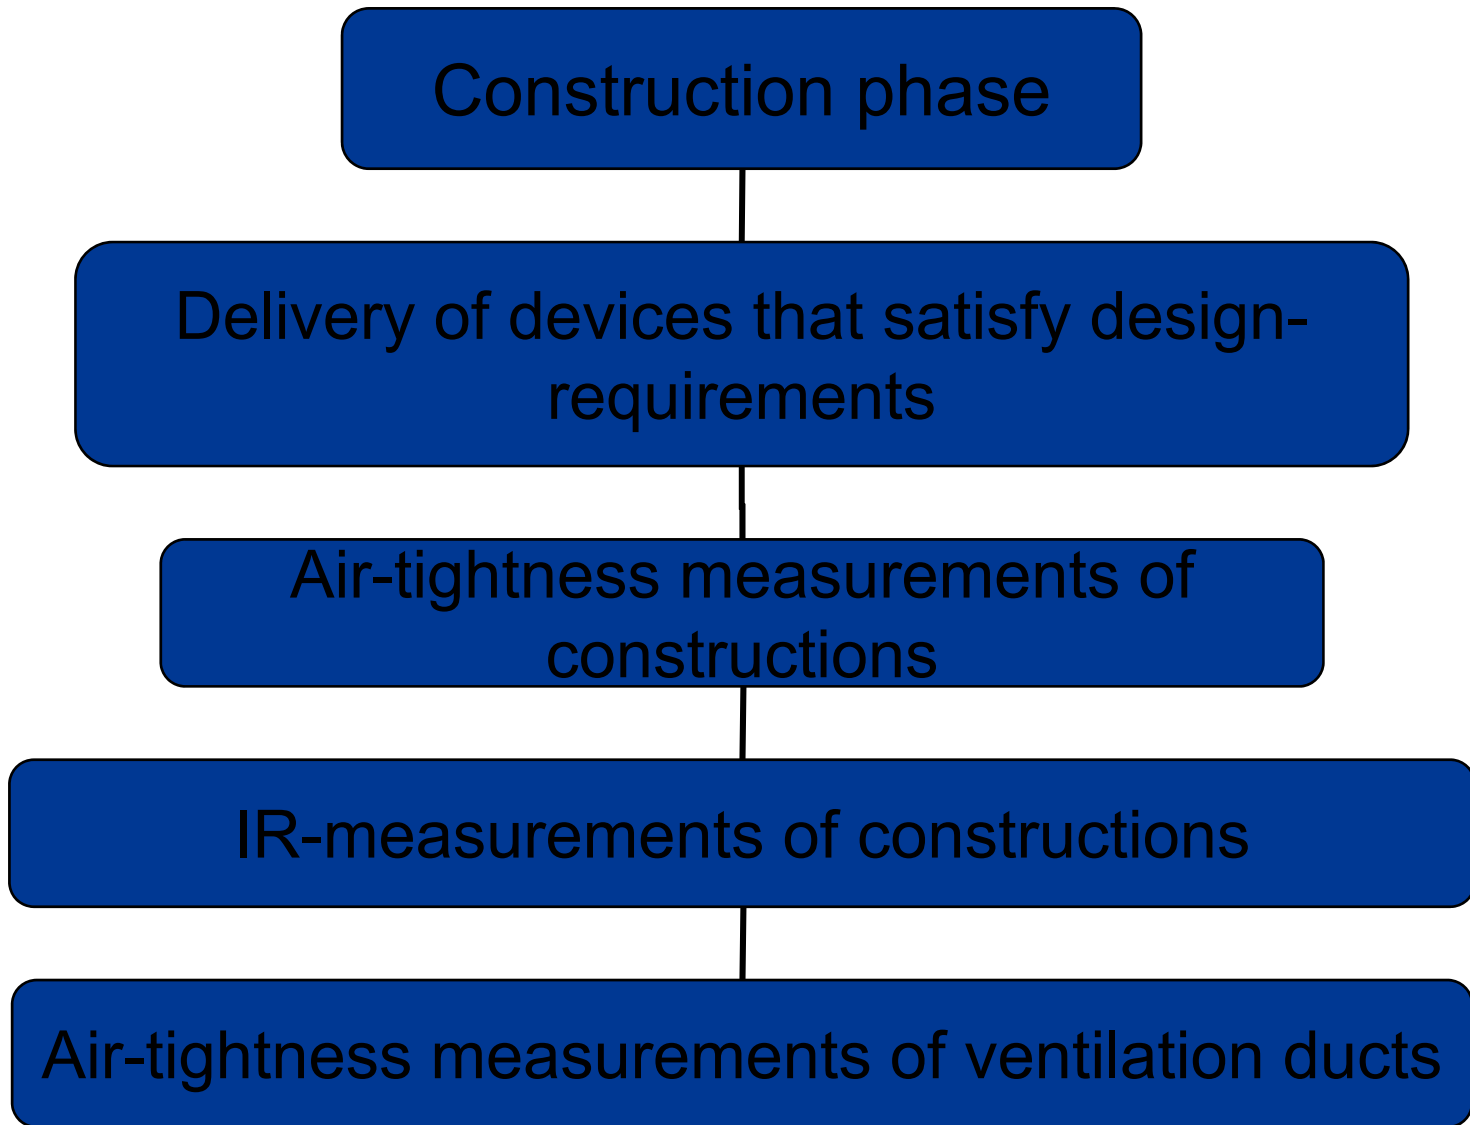 Construction phase
Delivery of devices that satisfy design-
requirements
Air-tightness measurements of
constructions
IR-measurements of constructions
Air-tightness measurements of ventilation ducts